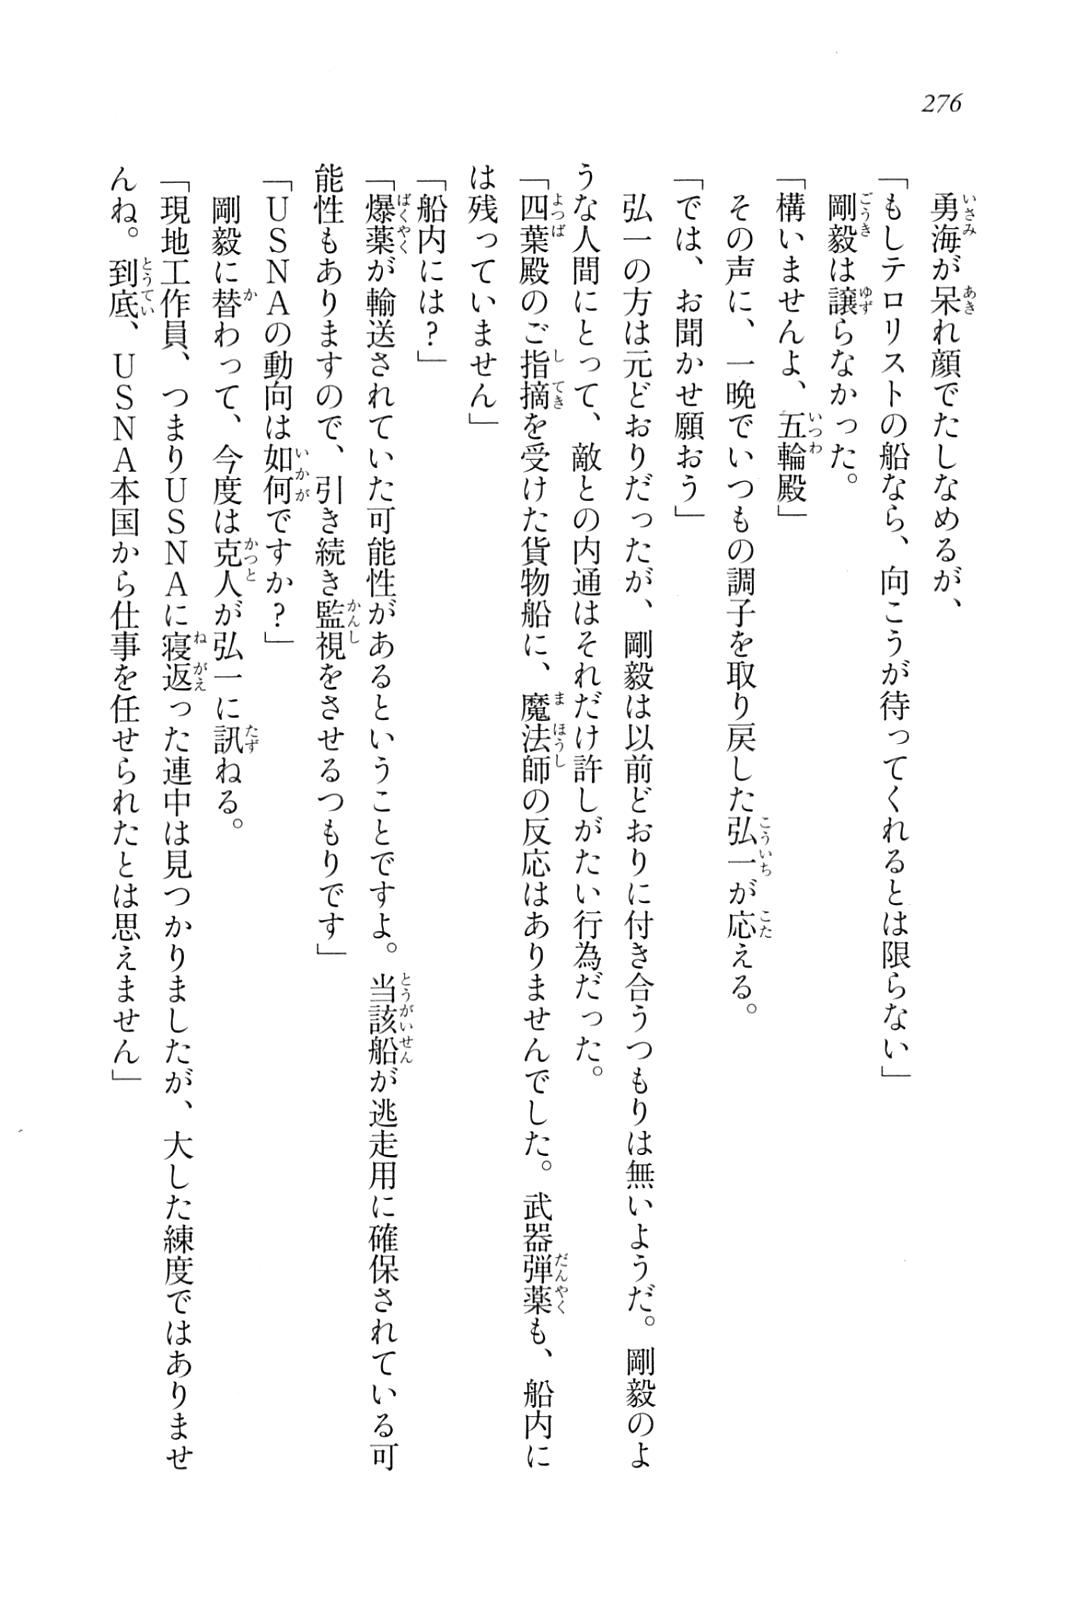 276
勇海が呆れ顔でたしなめるが、
「もしテロリストの船なら、向こうが待ってくれるとは限らない」
剛毅は譲らなかった。
「構いませんよ、五輪殿」
その声に、一晩でいつもの調子を取り戻した弘一が応える。
「では、お聞かせ願おう」
弘一の方は元どおりだったが、剛毅は以前どおりに付き合うつもりは無いようだ。剛毅のよ
うな人間にとって、敵との内通はそれだけ許しがたい行為だった。
「四葉殿のご指摘を受けた貨物船に、魔法師の反応はありませんでした。武器弾薬も、船内に
は残っていません」
「船内には？」
「爆薬が輸送されていた可能性があるということですよ。当該船が逃走用に確保されている可
能性もありますので、引き続き監視をさせるつもりです」
「ＵＳＮＡの動向は如何ですか？」
剛毅に替わって、今度は克人が弘一に訊ねる。
「現地工作員、つまりＵＳＮＡに寝返った連中は見つかりましたが、大した練度ではありませ
んね。到底、ＵＳＮＡ本国から仕事を任せられたとは思えません」